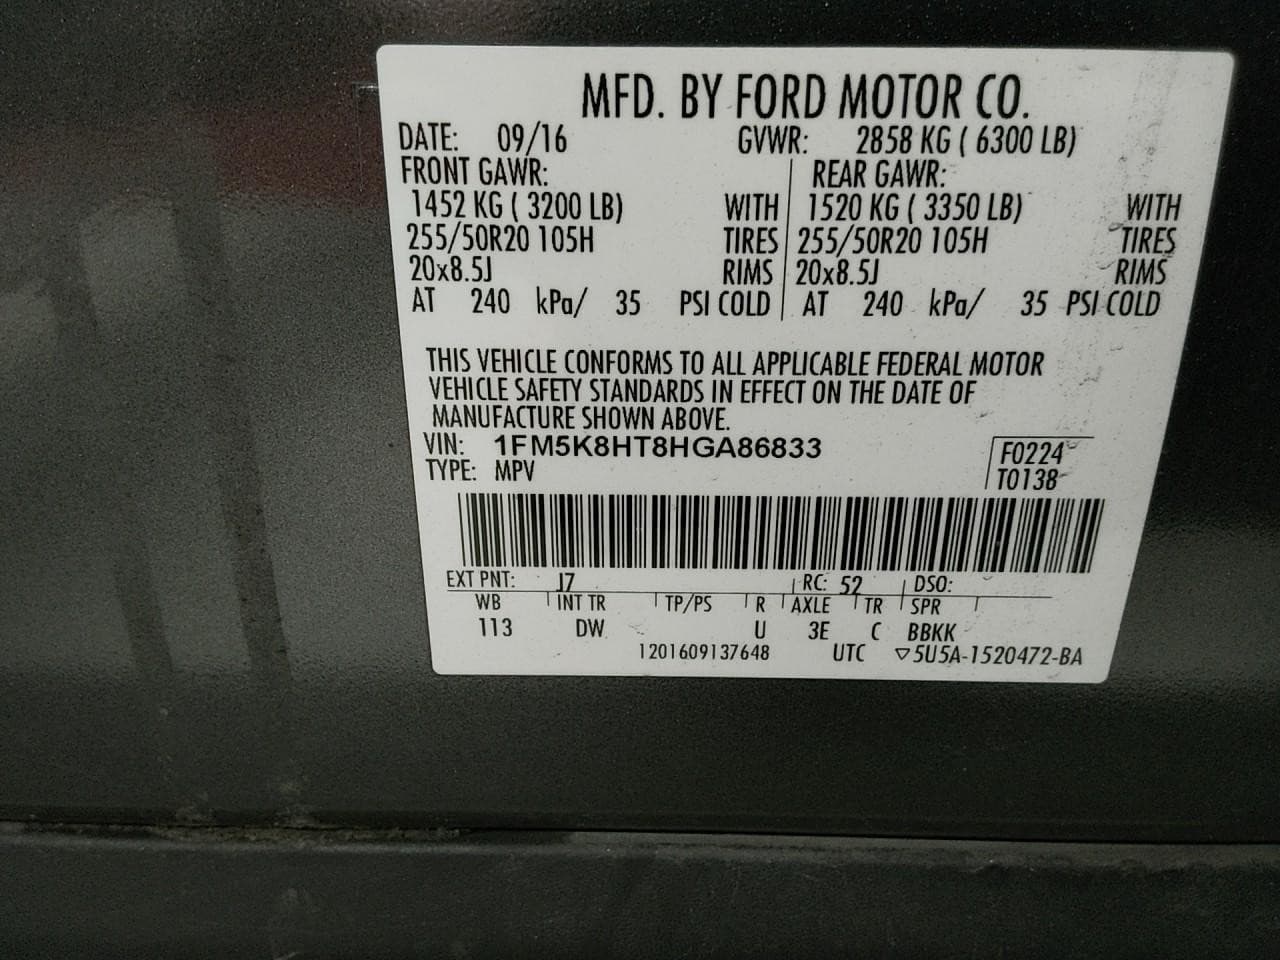 MFD. BY FORD MOTOR CO.
DATE: 09/16 GVWR: 2858 KG ( 6300 LB)
FRONT GAWR: REAR GAWR:
1452 KG ( 3200 LB) WITH 1520 KG ( 3350 LB) WITH
255/50R20 105H TIRES 255/50R20 105H TIRES
20x8.5J RIMS 20x8.5J RIMS
AT 240 kPa/ 35 PSI COLD AT 240 kPa/ 35 PSI COLD
THIS VEHICLE CONFORMS TO ALL APPLICABLE FEDERAL MOTOR
VEHICLE SAFETY STANDARDS IN EFFECT ON THE DATE OF
MANUFACTURE SHOWN ABOVE.
VIN: 1FM5K8HT8HGA86833 F0224
TYPE: MPV T0138
EXT PNT: J7 RC: 52 DSO:
WB INT TR TP/PS R AXLE TR SPR
113 DW U 3E C BBKK
1201609137648 UTC ▽5U5A-1520472-BA